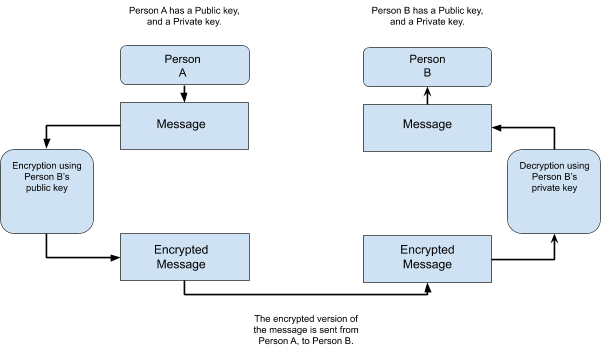 Person A has a Public key,
and a Private key.
Person B has a Public key,
and a Private key.
Person
A
Person
B
Message
Message
Encryption using
Person B's
public key
Decryption using
Person B's
private key
Encrypted
Message
Encrypted
Message
The encrypted version of
the message is sent from
Person A, to Person B.